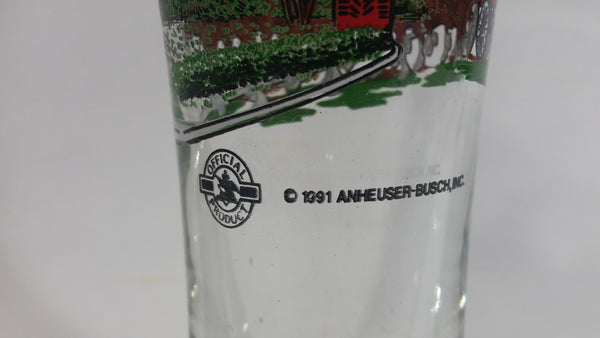 OFFICIAL
PRODUCT
© 1991 ANHEUSER-BUSCH, INC.